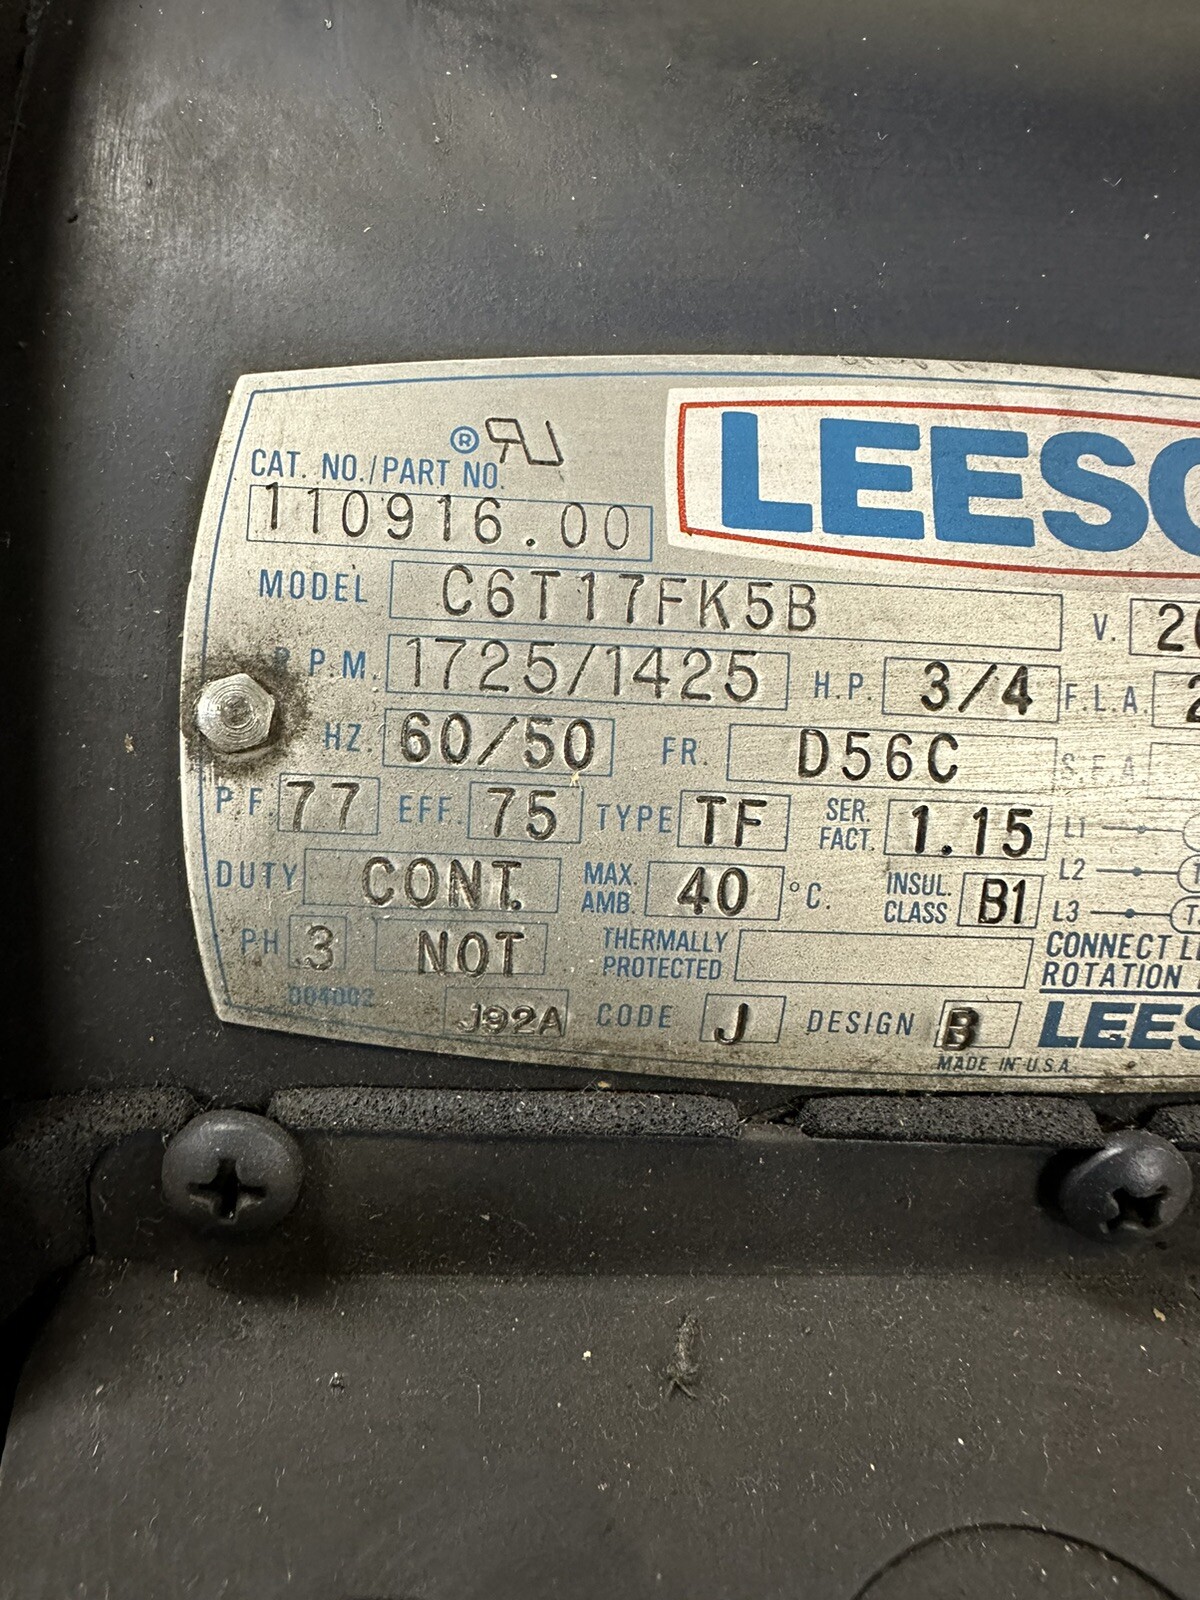 ®
CAT. NO./PART NO.
110916.00
LEESO
MODEL C6T17FK5B V.
R.P.M. 1725/1425 H.P. 3/4 F.L.A. 2
HZ. 60/50 FR. D56C S.F.A.
P.F. 77 EFF. 75 TYPE TF SER. FACT. 1.15 L1
DUTY CONT. MAX. AMB. 40 °C. INSUL. CLASS B1 L2
L3
PH 3 NOT THERMALLY PROTECTED CONNECT
ROTATION
004002 J92A CODE J DESIGN B LEES
MADE IN U.S.A.